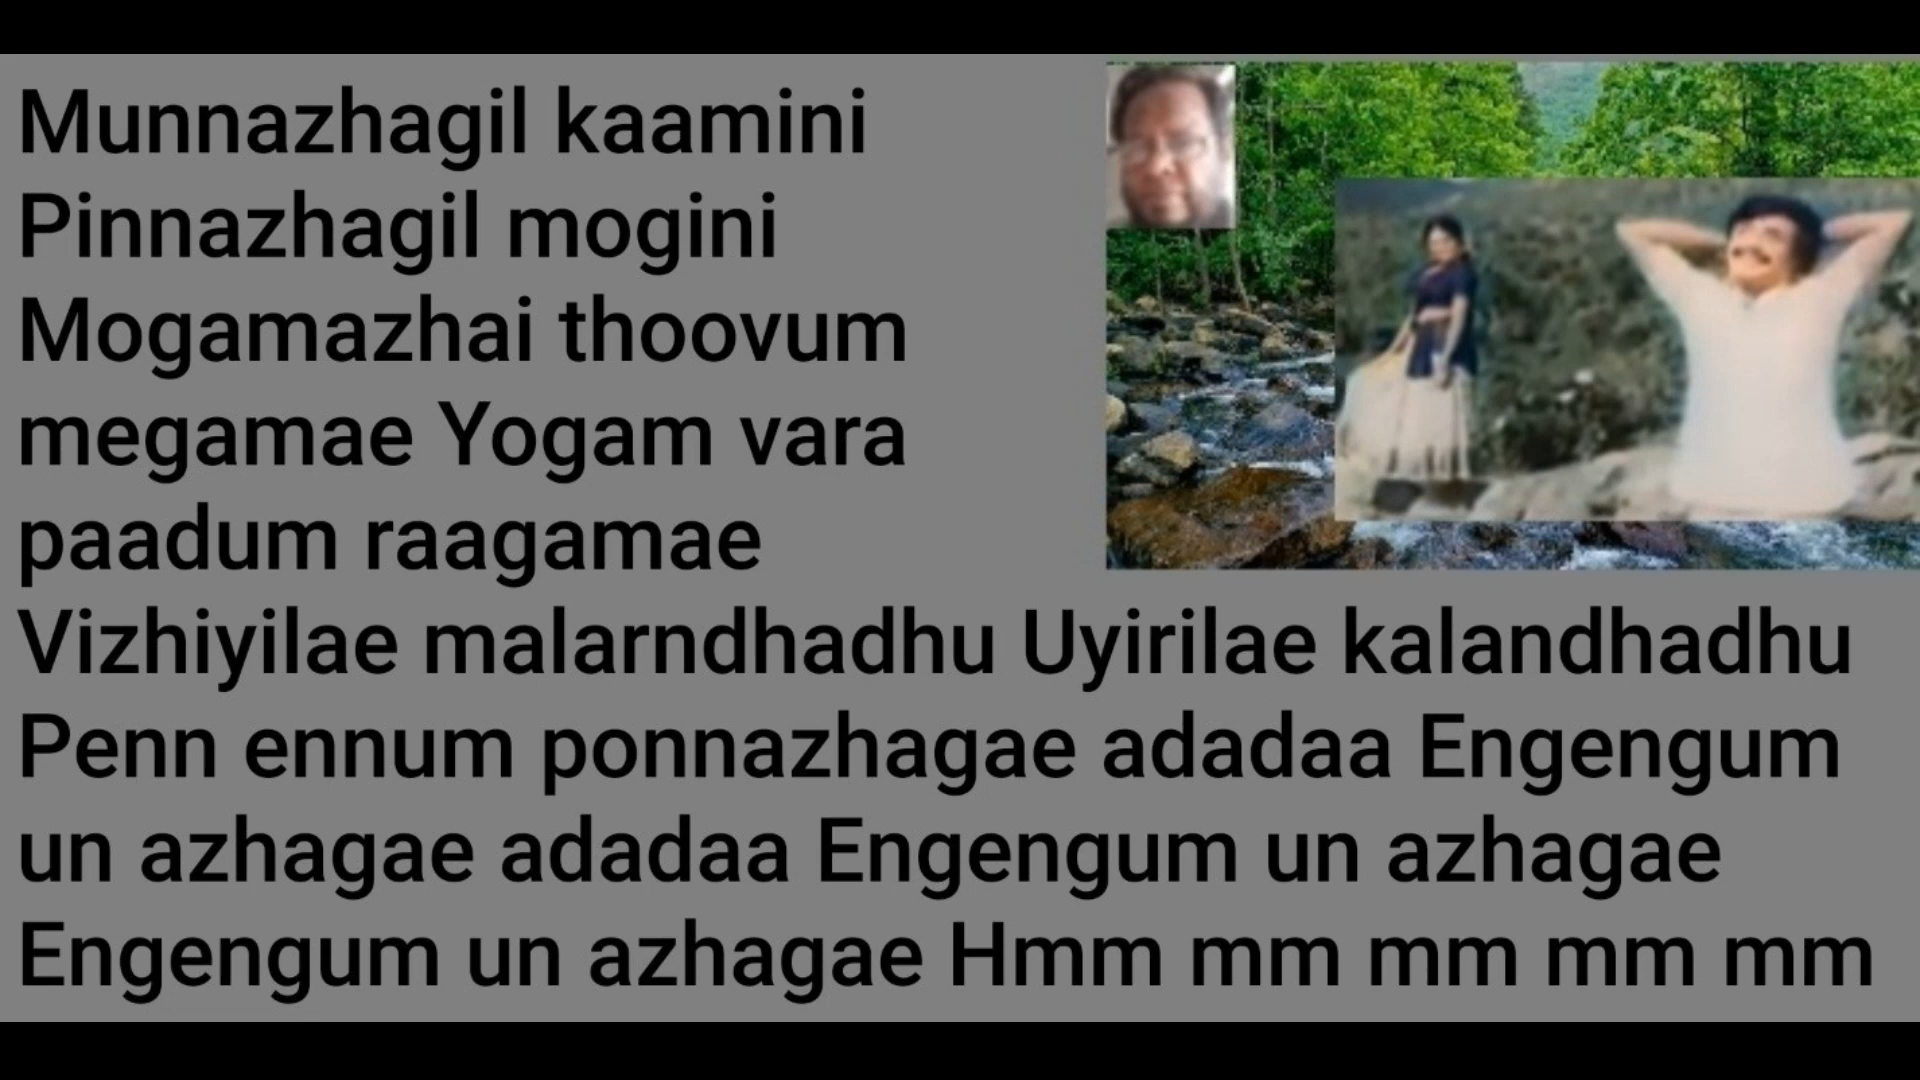 Munnazhagil kaamini
Pinnazhagil mogini
Mogamazhai thoovum
megamae Yogam vara
paadum raagamae
Vizhiyilae malarndhadhu Uyirilae kalandhadhu
Penn ennum ponnazhagae adadaa Engengum
un azhagae adadaa Engengum un azhagae
Engengum un azhagae Hmm mm mm mm mm